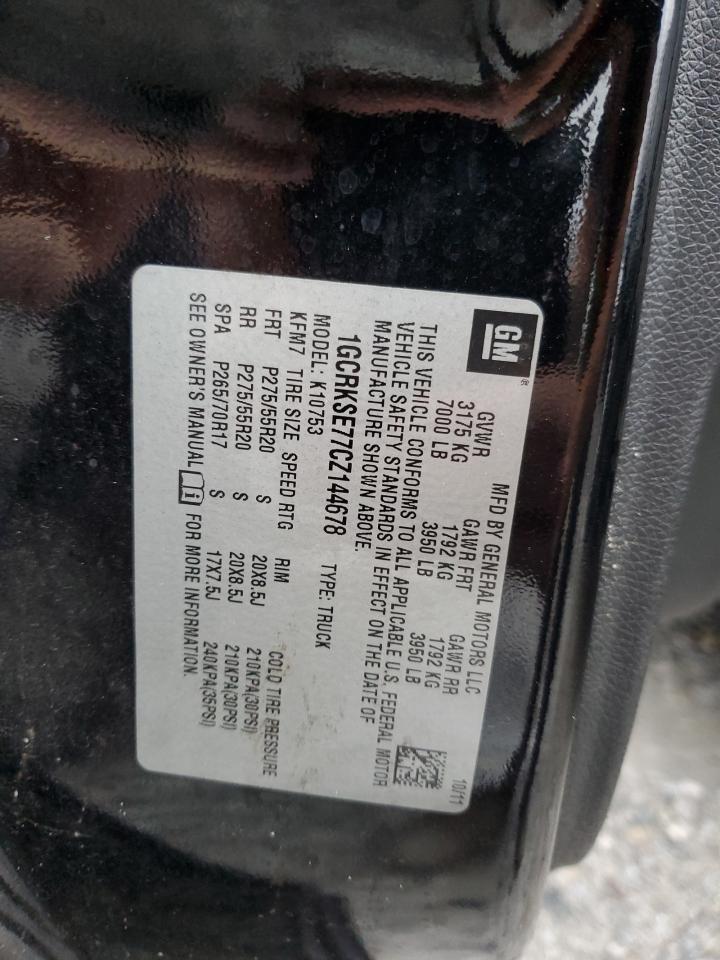 GM®
MFD BY GENERAL MOTORS LLC 10/11
GVWR GAWR FRT GAWR RR
3175 KG 1792 KG 1792 KG
7000 LB 3950 LB 3950 LB
THIS VEHICLE CONFORMS TO ALL APPLICABLE U.S. FEDERAL MOTOR
VEHICLE SAFETY STANDARDS IN EFFECT ON THE DATE OF
MANUFACTURE SHOWN ABOVE.
1GCRKSE77CZ144678
MODEL: K10753 TYPE: TRUCK
KFM7 TIRE SIZE SPEED RTG RIM COLD TIRE PRESSURE
FRT P275/55R20 S 20X8.5J 210KPA(30PSI)
RR P275/55R20 S 20X8.5J 210KPA(30PSI)
SPA P265/70R17 S 17X7.5J 240KPA(35PSI)
SEE OWNER'S MANUAL i FOR MORE INFORMATION.